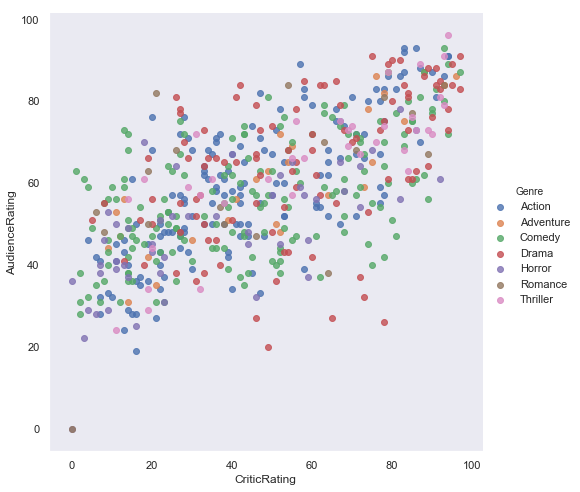 100
80
60
40
20
0
AudienceRating
0 20 40 60 80 100
CriticRating
Genre
Action
Adventure
Comedy
Drama
Horror
Romance
Thriller